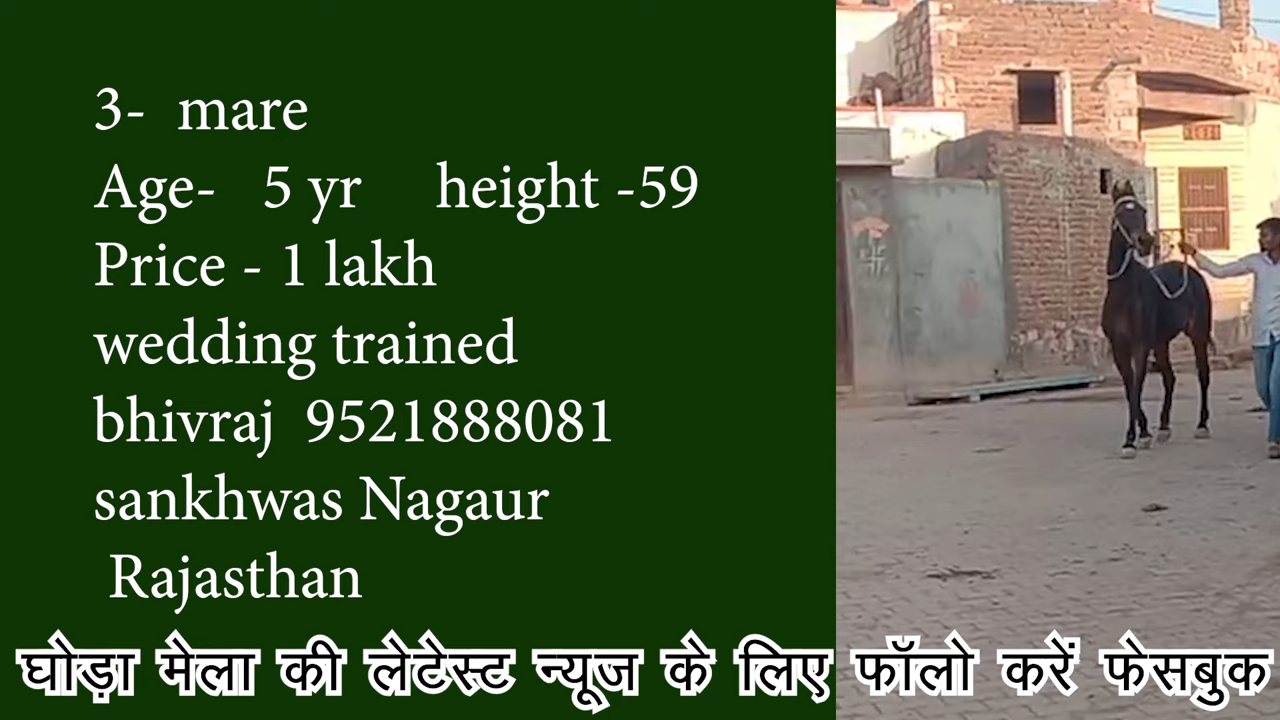 3- mare
Age- 5 yr height -59
Price - 1 lakh
wedding trained
bhivraj 9521888081
sankhwas Nagaur
Rajasthan
घोड़ा मेला की लेटेस्ट न्यूज के लिए फॉलो करें फेसबुक